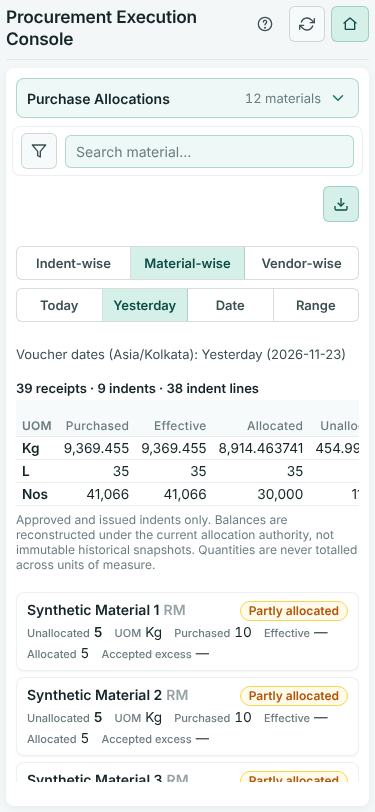 Procurement Execution
Console
Purchase Allocations 12 materials
Search material...
Indent-wise Material-wise Vendor-wise
Today Yesterday Date Range
Voucher dates (Asia/Kolkata): Yesterday (2026-11-23)
39 receipts · 9 indents · 38 indent lines
UOM Purchased Effective Allocated
Kg 9,369.455 9,369.455 8,914.463741
L 35 35 35
Nos 41,066 41,066 30,000
Approved and issued indents only. Balances are
reconstructed under the current allocation authority, not
immutable historical snapshots. Quantities are never totalled
across units of measure.
Synthetic Material 1 RM Partly allocated
Unallocated 5 UOM Kg Purchased 10 Effective —
Allocated 5 Accepted excess —
Synthetic Material 2 RM Partly allocated
Unallocated 5 UOM Kg Purchased 10 Effective —
Allocated 5 Accepted excess —
Synthetic Material 3 RM Partly allocated